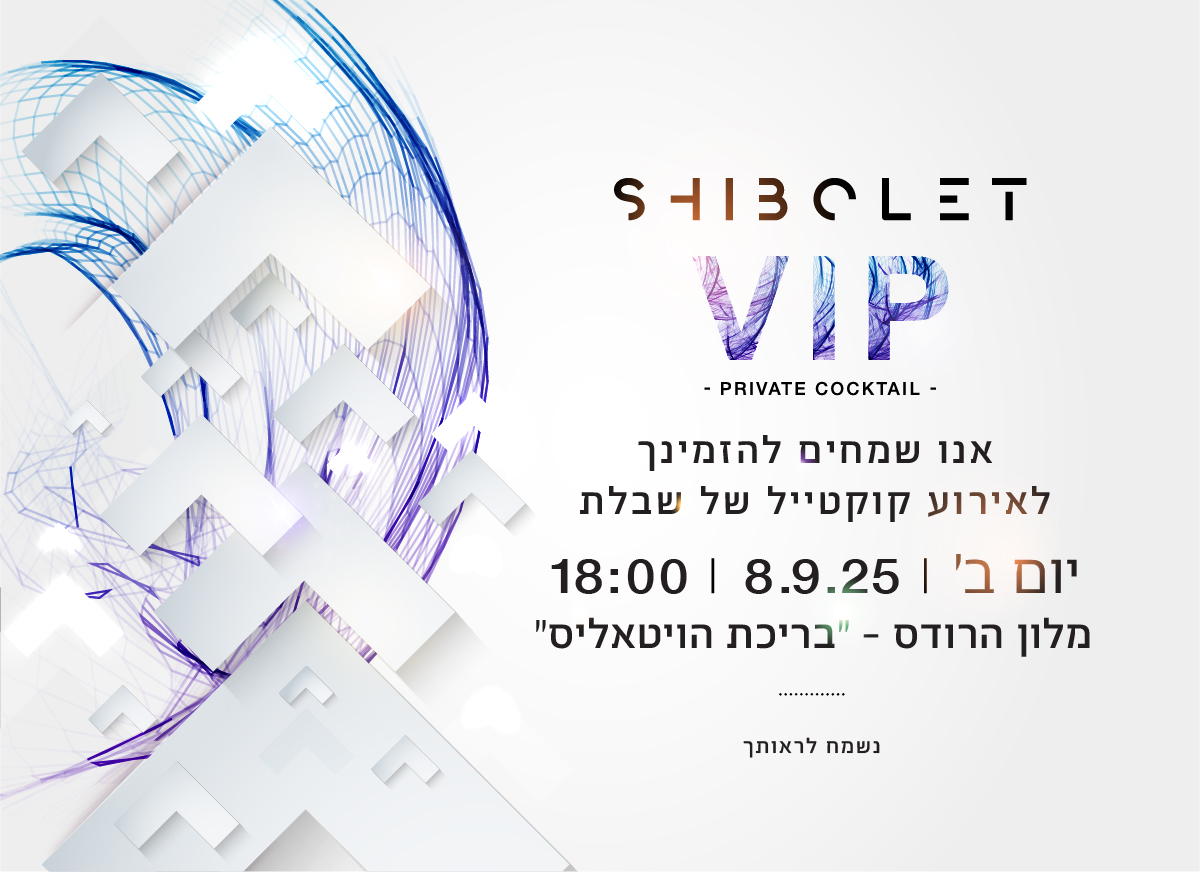 SHIBOLET
VIP
- PRIVATE COCKTAIL -
אנו שמחים להזמינך
לאירוע קוקטייל של שבלת
יום ב' | 8.9.25 | 18:00
מלון הרודס - "בריכת הויטאליס"
.............
נשמח לראותך